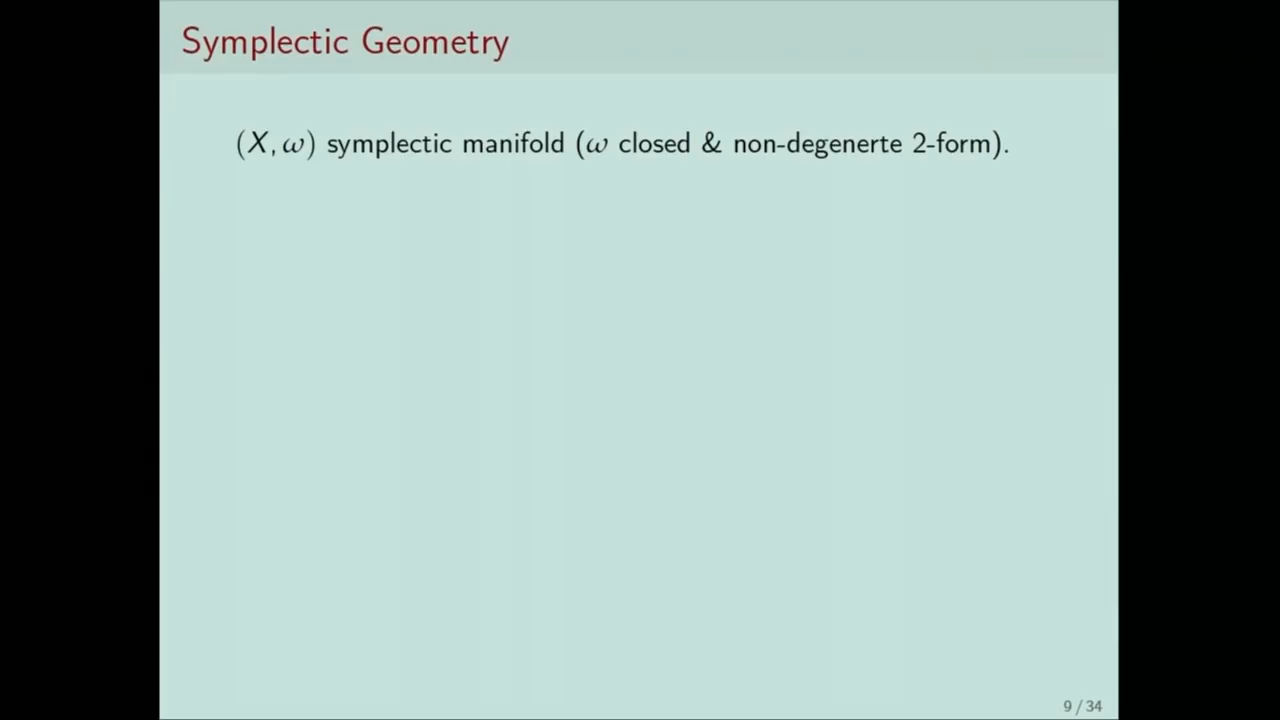 Symplectic Geometry
(X, ω) symplectic manifold (ω closed & non-degenerte 2-form).
9 / 34